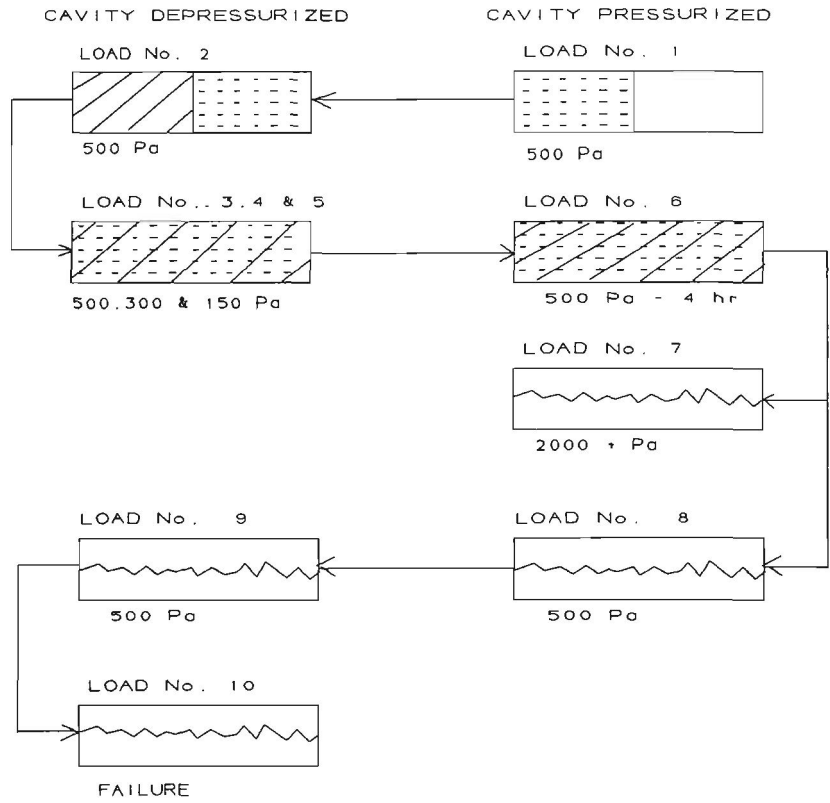 CAVITY DEPRESSURIZED
CAVITY PRESSURIZED
LOAD No. 2
LOAD No. 1
500 Pa
500 Pa
LOAD No.. 3.4 & 5
LOAD No. 6
500.300 & 150 Pa
500 Pa - 4 hr
LOAD No. 7
2000 + Pa
LOAD No. 9
LOAD No. 8
500 Pa
500 Pa
LOAD No. 10
FAILURE